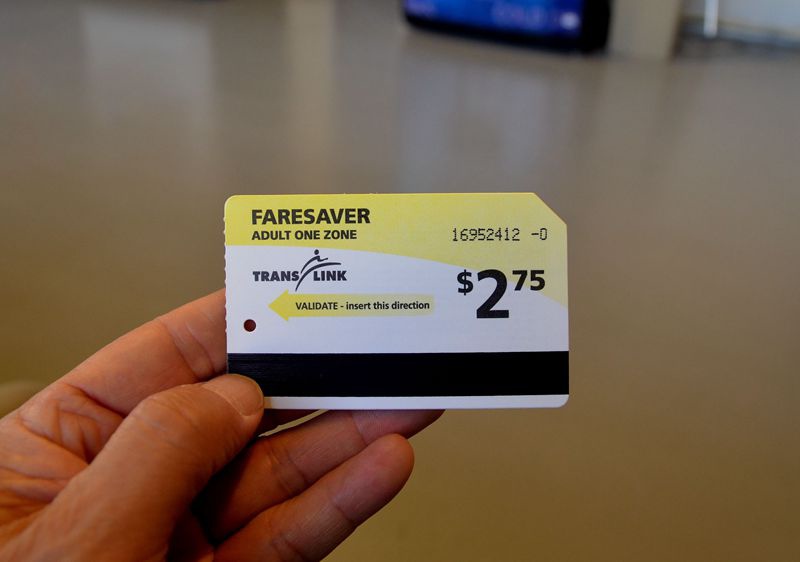 FARESAVER
ADULT ONE ZONE
16952412 -0
TRANS LINK
$2 75
VALIDATE - insert this direction